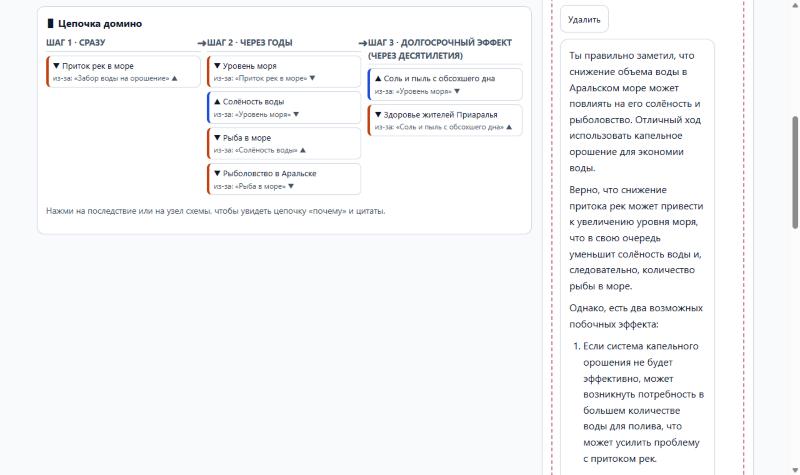 Цепочка домино
ШАГ 1 · СРАЗУ
▼ Приток рек в море
из-за: «Забор воды на орошение» ▲
→ШАГ 2 · ЧЕРЕЗ ГОДЫ
▼ Уровень моря
из-за: «Приток рек в море» ▼
▲ Солёность воды
из-за: «Уровень моря» ▼
▼ Рыба в море
из-за: «Солёность воды» ▲
▼ Рыболовство в Аральске
из-за: «Рыба в море» ▼
→ШАГ 3 · ДОЛГОСРОЧНЫЙ ЭФФЕКТ
(ЧЕРЕЗ ДЕСЯТИЛЕТИЯ)
▲ Соль и пыль с обсохшего дна
из-за: «Уровень моря» ▼
▼ Здоровье жителей Приаралья
из-за: «Соль и пыль с обсохшего дна» ▲
Нажми на последствие или на узел схемы, чтобы увидеть цепочку «почему» и цитаты.
Удалить
Ты правильно заметил, что
снижение объема воды в
Аральском море может
повлиять на его солёность и
рыболовство. Отличный ход
использовать капельное
орошение для экономии
воды.
Верно, что снижение
притока рек может привести
к увеличению уровня моря,
что в свою очередь
уменьшит солёность воды и,
следовательно, количество
рыбы в море.
Однако, есть два возможных
побочных эффекта:
1. Если система капельного
орошения не будет
эффективно, может
возникнуть потребность в
большем количестве
воды для полива, что
может усилить проблему
с притоком рек.